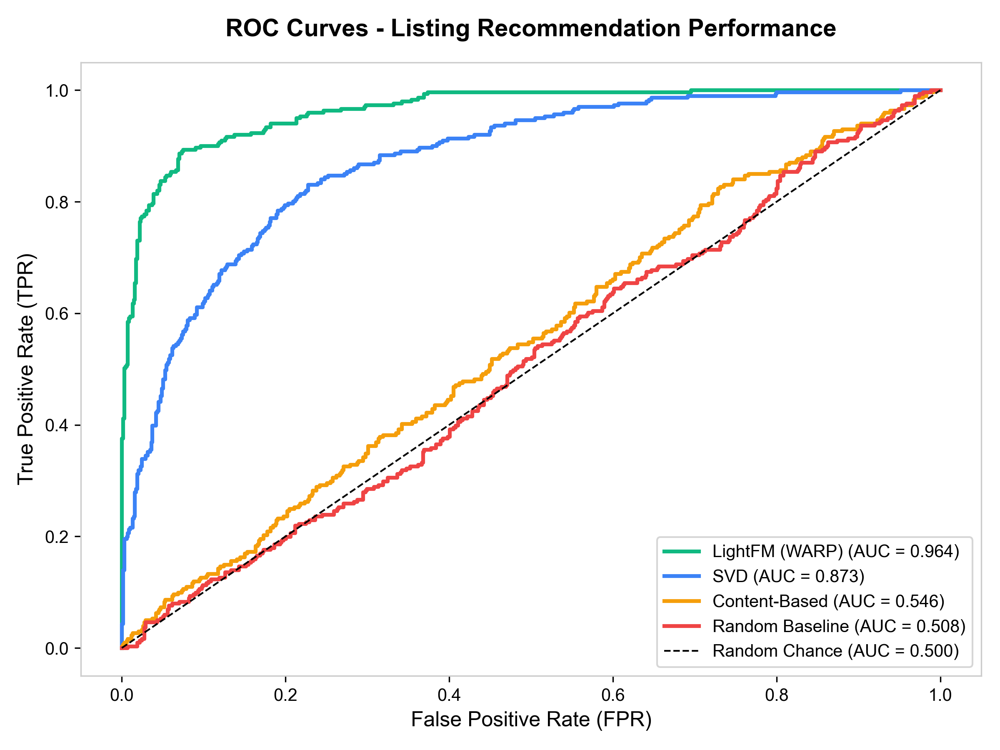 ROC Curves - Listing Recommendation Performance
True Positive Rate (TPR)
1.0
0.8
0.6
0.4
0.2
0.0
LightFM (WARP) (AUC = 0.964)
SVD (AUC = 0.873)
Content-Based (AUC = 0.546)
Random Baseline (AUC = 0.508)
Random Chance (AUC = 0.500)
0.0 0.2 0.4 0.6 0.8 1.0
False Positive Rate (FPR)